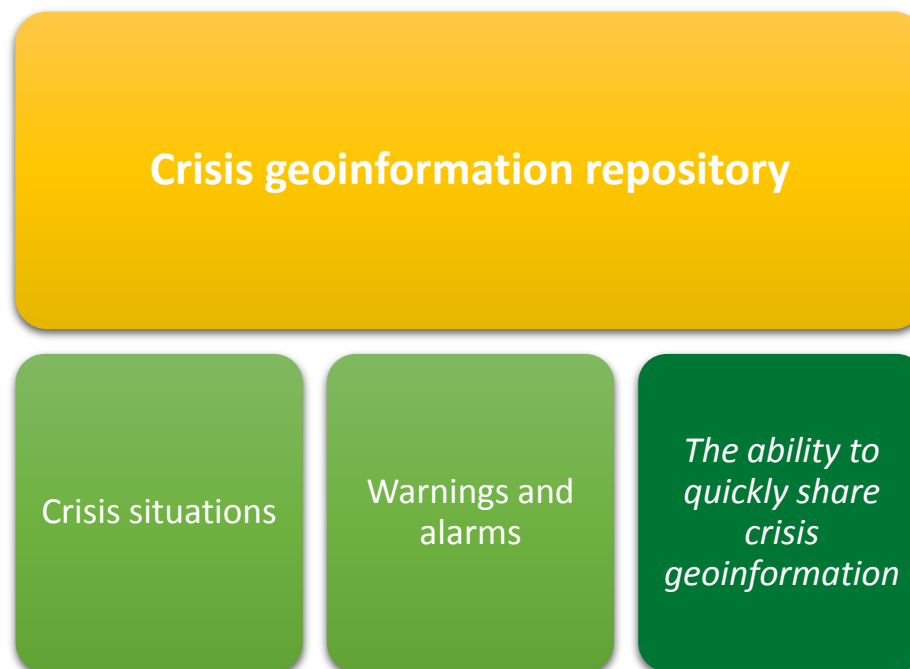 Crisis geoinformation repository
Crisis situations
Warnings and
alarms
The ability to
quickly share
crisis
geoinformation